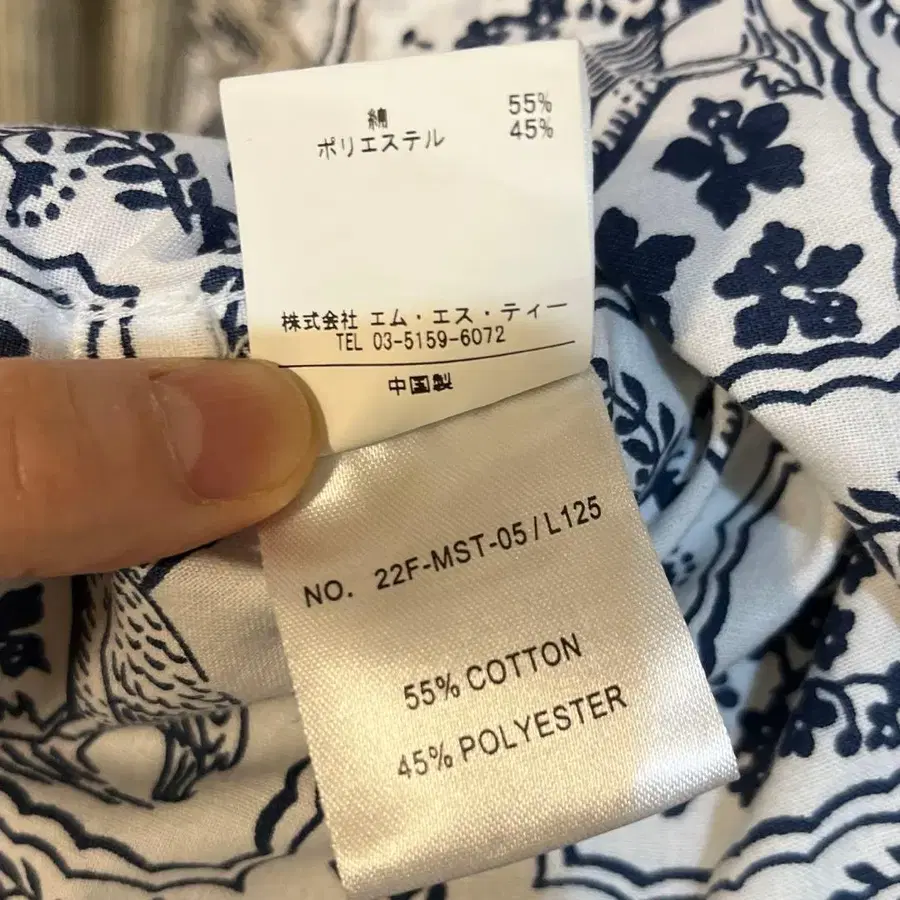 綿 55%
ポリエステル 45%
株式会社 エム・エス・ティー
TEL 03-5159-6072
中国製
NO. 22F-MST-05/L125
55% COTTON
45% POLYESTER